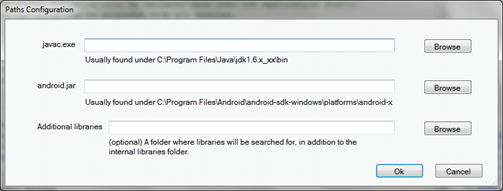 Paths Configuration
javac.exe
Browse
Usually found under C:\Program Files\Java\jdk1.6.x_xx\bin
android.jar
Browse
Usually found under C:\Program Files\Android\android-sdk-windows\platforms\android-x
Additional libraries
Browse
(optional) A folder where libraries will be searched for, in addition to the
internal libraries folder.
Ok
Cancel